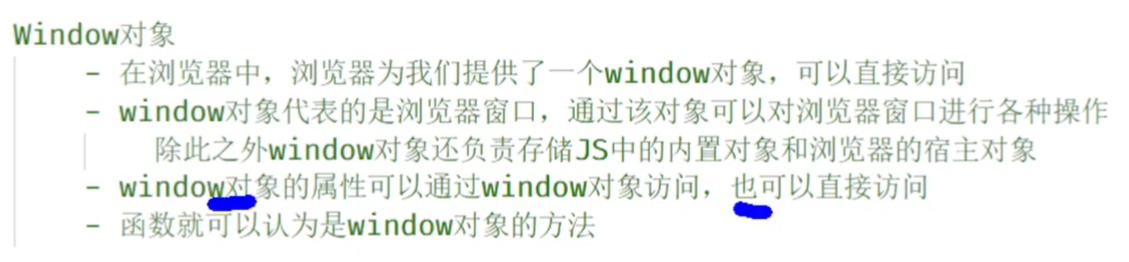 Window对象
- 在浏览器中，浏览器为我们提供了一个window对象，可以直接访问
- window对象代表的是浏览器窗口，通过该对象可以对浏览器窗口进行各种操作
除此之外window对象还负责存储JS中的内置对象和浏览器的宿主对象
- window对象的属性可以通过window对象访问，也可以直接访问
- 函数就可以认为是window对象的方法